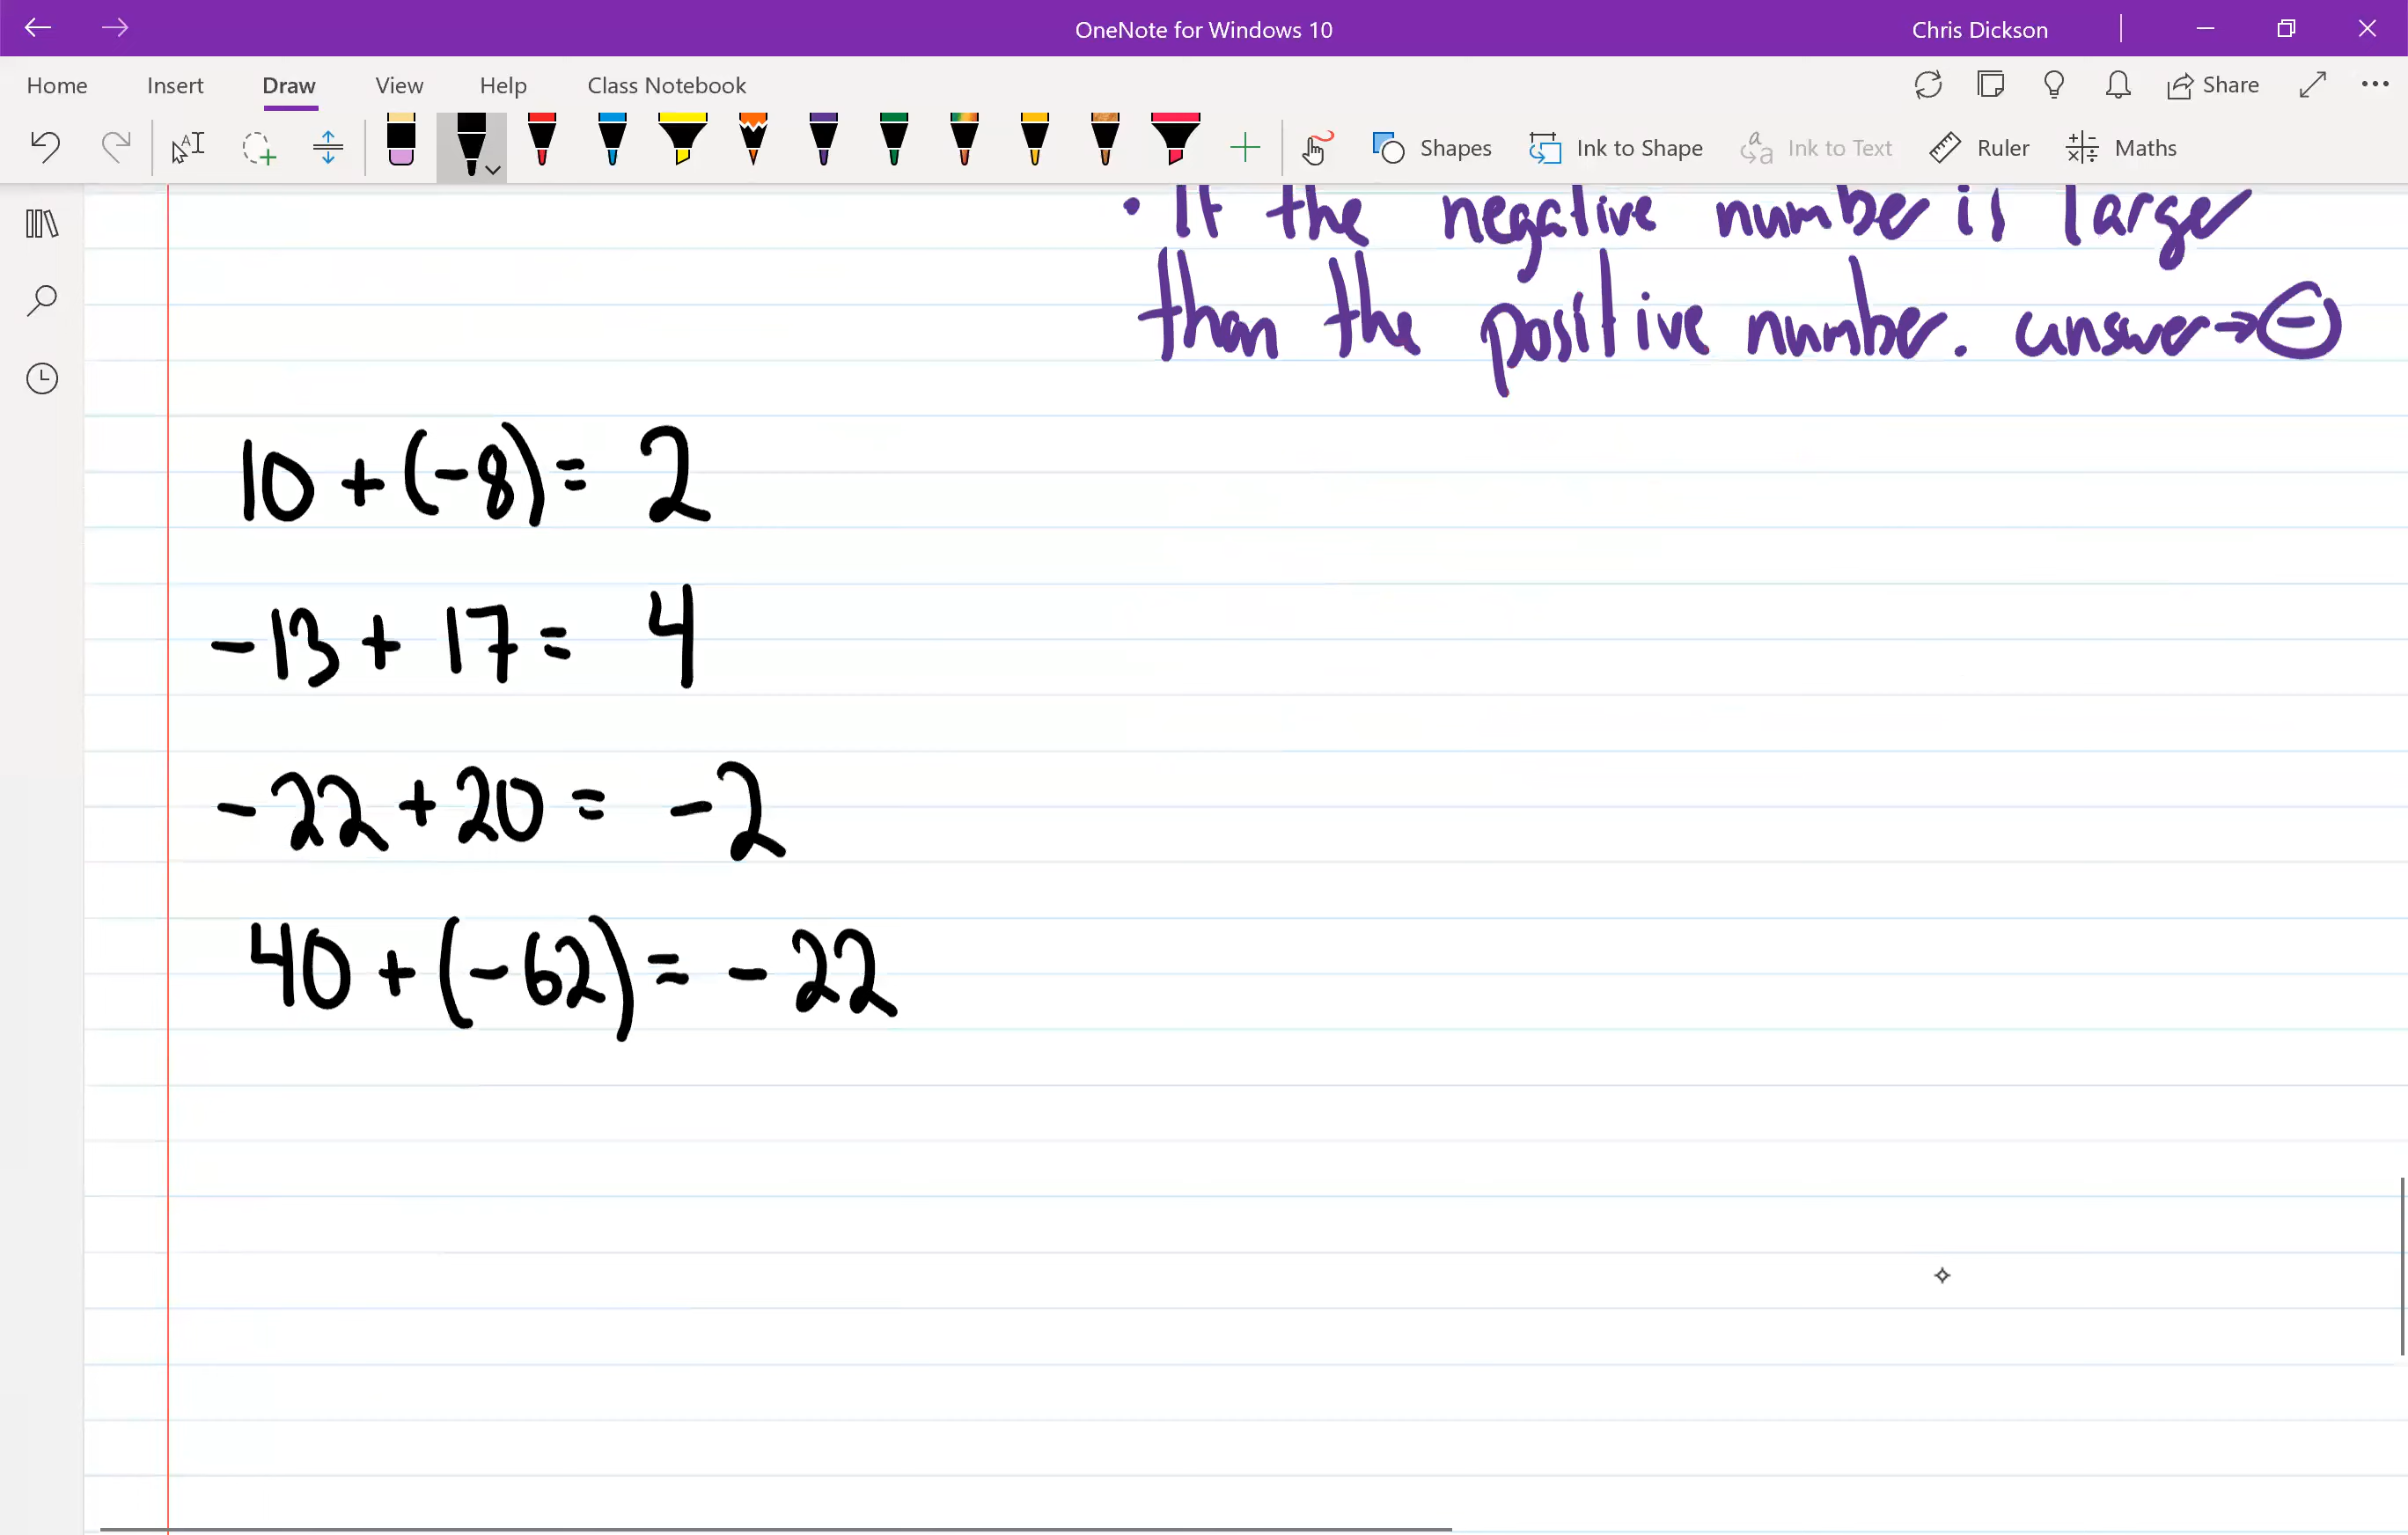 OneNote for Windows 10
Chris Dickson
Home Insert Draw View Help Class Notebook Share
Shapes Ink to Shape Ink to Text Ruler Maths
• If the negative number is large
than the positive number. answer → ⊖
10 + (-8) = 2
-13 + 17 = 4
-22 + 20 = -2
40 + (-62) = -22